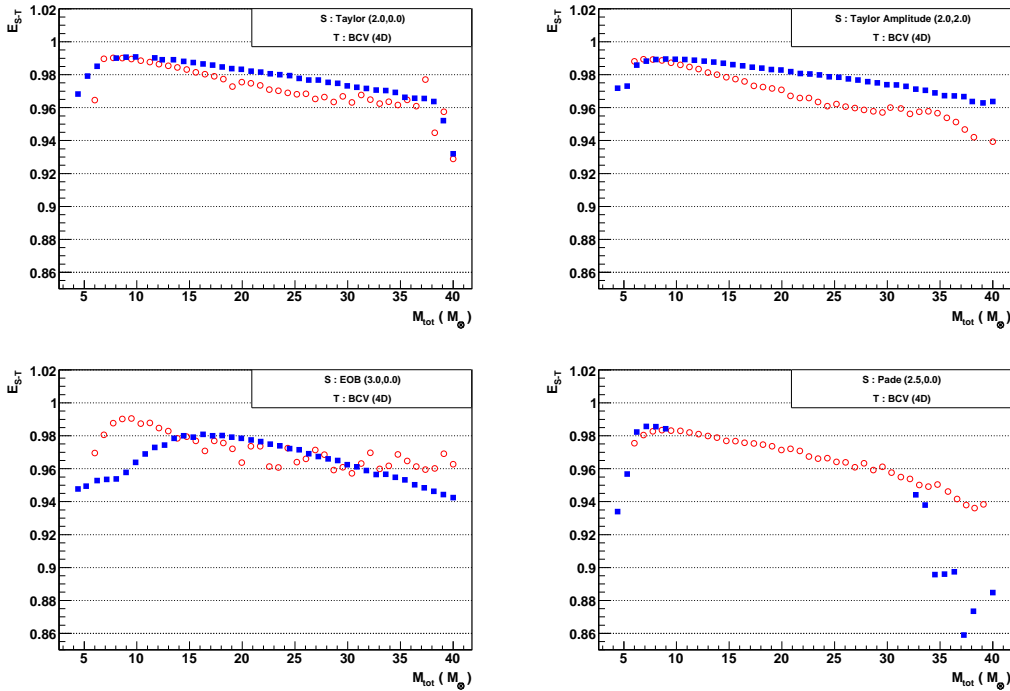 E_S-T
S : Taylor (2.0,0.0)
T : BCV (4D)
1.02
1
0.98
0.96
0.94
0.92
0.9
0.88
0.86
5 10 15 20 25 30 35 40
M_tot ( M_⊗ )
E_S-T
S : Taylor Amplitude (2.0,2.0)
T : BCV (4D)
1.02
1
0.98
0.96
0.94
0.92
0.9
0.88
0.86
5 10 15 20 25 30 35 40
M_tot ( M_⊗ )
E_S-T
S : EOB (3.0,0.0)
T : BCV (4D)
1.02
1
0.98
0.96
0.94
0.92
0.9
0.88
0.86
5 10 15 20 25 30 35 40
M_tot ( M_⊗ )
E_S-T
S : Pade (2.5,0.0)
T : BCV (4D)
1.02
1
0.98
0.96
0.94
0.92
0.9
0.88
0.86
5 10 15 20 25 30 35 40
M_tot ( M_⊗ )